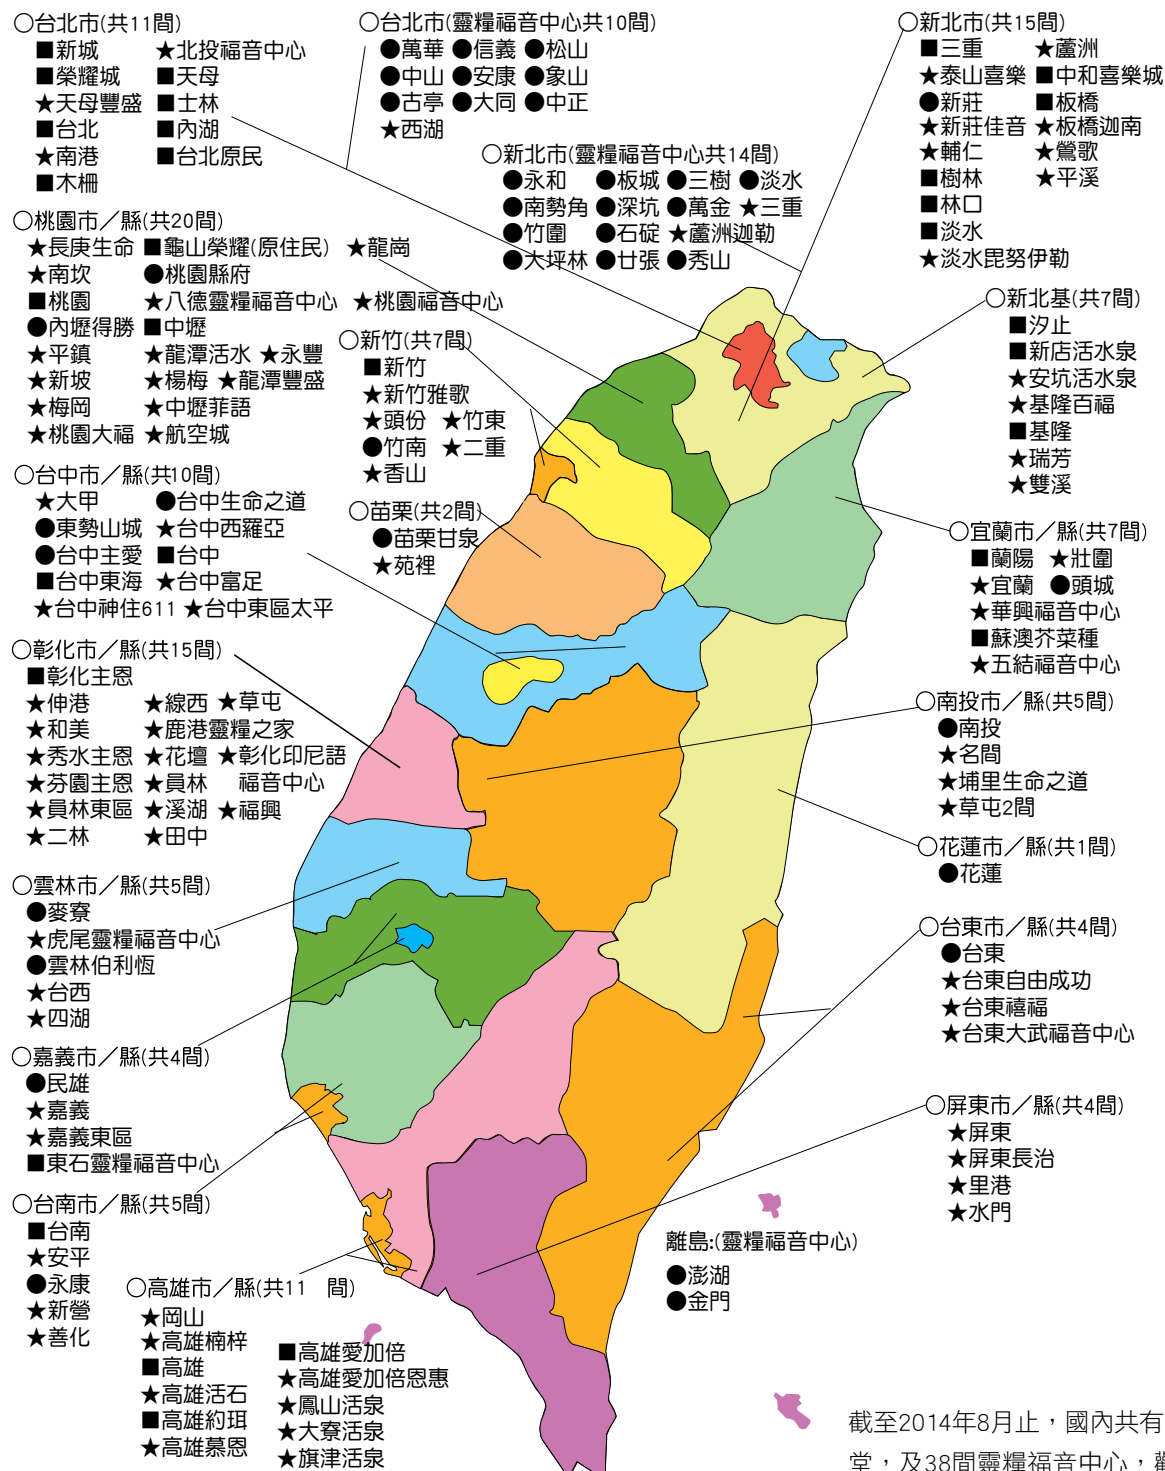 ○台北市(共11間)
■新城 ★北投福音中心
■榮耀城 ■天母
★天母豐盛 ■士林
■台北 ■內湖
★南港 ■台北原民
■木柵
○台北市(靈糧福音中心共10間)
●萬華 ●信義 ●松山
●中山 ●安康 ●象山
●古亭 ●大同 ●中正
★西湖
○新北市(共15間)
■三重 ★蘆洲
★泰山喜樂 ■中和喜樂城
●新莊 ■板橋
★新莊佳音 ★板橋迦南
★輔仁 ★鶯歌
■樹林 ★平溪
■林口
■淡水
★淡水毘努伊勒
○新北市(靈糧福音中心共14間)
●永和 ●板城 ●三樹 ●淡水
●南勢角 ●深坑 ●萬金 ★三重
●竹圍 ●石碇 ★蘆洲迦勒
●大坪林 ●廿張 ●秀山
○桃園市／縣(共20間)
★長庚生命 ■龜山榮耀(原住民) ★龍崗
★南坎 ●桃園縣府
■桃園 ★八德靈糧福音中心 ★桃園福音中心
●內壢得勝 ■中壢
★平鎮 ★龍潭活水 ★永豐
★新坡 ★楊梅 ★龍潭豐盛
★梅岡 ★中壢菲語
★桃園大福 ★航空城
○新竹(共7間)
■新竹
★新竹雅歌
★頭份 ★竹東
●竹南 ★二重
★香山
○新北基(共7間)
■汐止
■新店活水泉
★安坑活水泉
★基隆百福
■基隆
★瑞芳
★雙溪
○台中市／縣(共10間)
★大甲 ●台中生命之道
●東勢山城 ★台中西羅亞
●台中主愛 ■台中
■台中東海 ★台中富足
★台中神住611 ★台中東區太平
○苗栗(共2間)
●苗栗甘泉
★苑裡
○宜蘭市／縣(共7間)
■蘭陽 ★壯圍
★宜蘭 ●頭城
★華興福音中心
■蘇澳芥菜種
★五結福音中心
○彰化市／縣(共15間)
■彰化主恩
★伸港 ★線西 ★草屯
★和美 ★鹿港靈糧之家
★秀水主恩 ★花壇 ★彰化印尼語
★芬園主恩 ★員林 福音中心
★員林東區 ★溪湖 ★福興
★二林 ★田中
○南投市／縣(共5間)
●南投
★名間
★埔里生命之道
★草屯2間
○花蓮市／縣(共1間)
●花蓮
○雲林市／縣(共5間)
●麥寮
★虎尾靈糧福音中心
●雲林伯利恆
★台西
★四湖
○台東市／縣(共4間)
●台東
★台東自由成功
★台東禧福
★台東大武福音中心
○嘉義市／縣(共4間)
●民雄
★嘉義
★嘉義東區
■東石靈糧福音中心
○屏東市／縣(共4間)
★屏東
★屏東長治
★里港
★水門
○台南市／縣(共5間)
■台南
★安平
●永康
★新營
★善化
離島:(靈糧福音中心)
●澎湖
●金門
○高雄市／縣(共11 間)
★岡山
★高雄楠梓
■高雄
★高雄活石
■高雄約珥
★高雄慕恩
■高雄愛加倍
★高雄愛加倍恩惠
★鳳山活泉
★大寮活泉
★旗津活泉
截至2014年8月止，國內共有
堂，及38間靈糧福音中心，